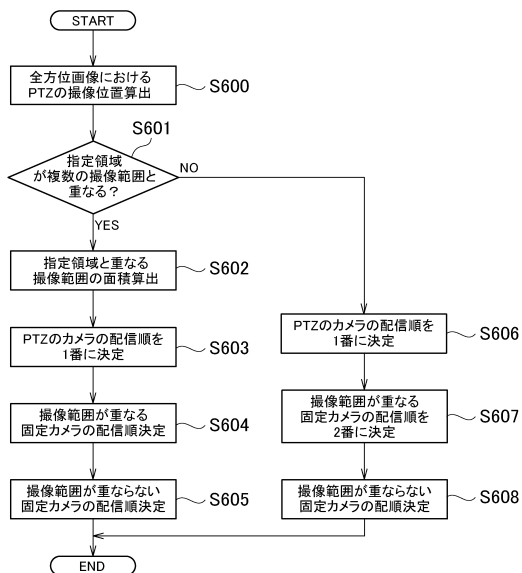 START
全方位画像における
PTZの撮像位置算出
S600
S601
指定領域
が複数の撮像範囲と
重なる？
NO
YES
指定領域と重なる
撮像範囲の面積算出
S602
PTZのカメラの配信順を
1番に決定
S603
撮像範囲が重なる
固定カメラの配信順決定
S604
撮像範囲が重ならない
固定カメラの配信順決定
S605
PTZのカメラの配信順を
1番に決定
S606
撮像範囲が重なる
固定カメラの配信順を
2番に決定
S607
撮像範囲が重ならない
固定カメラの配順決定
S608
END